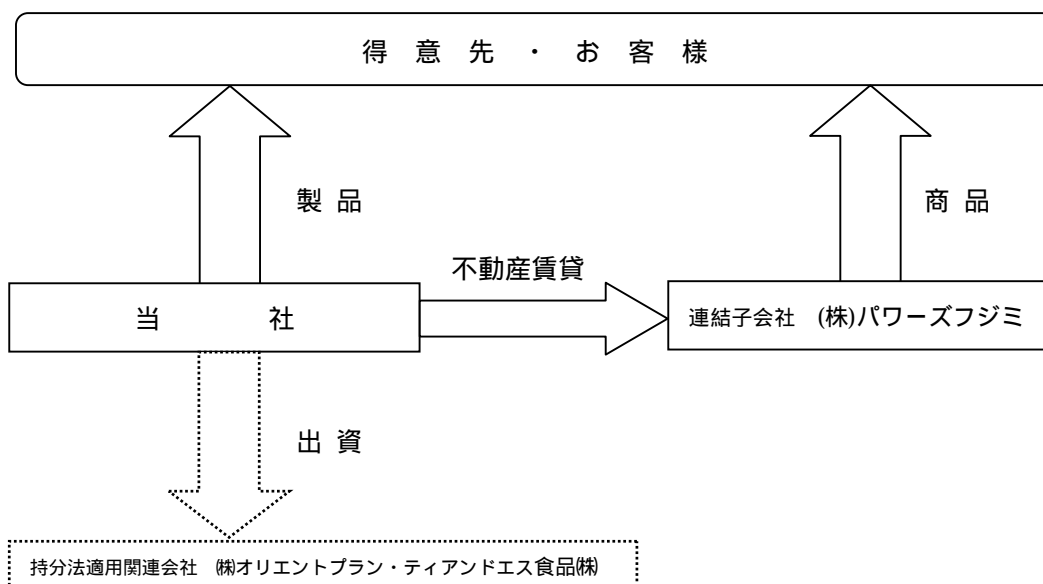 得 意 先 ・ お 客 様
製 品
商 品
不動産賃貸
当 社
連結子会社 (株)パワーズフジミ
出 資
持分法適用関連会社 ㈱オリエントプラン・ティアンドエス食品㈱